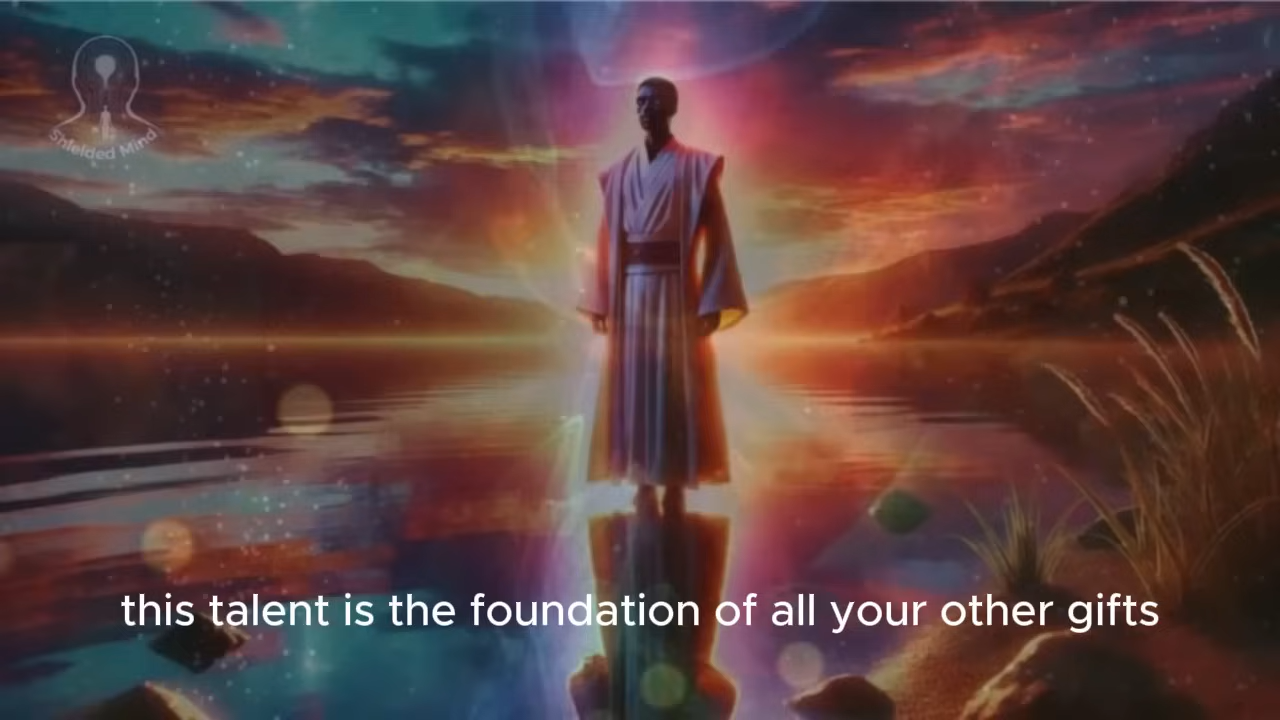 Shielded Mind
this talent is the foundation of all your other gifts